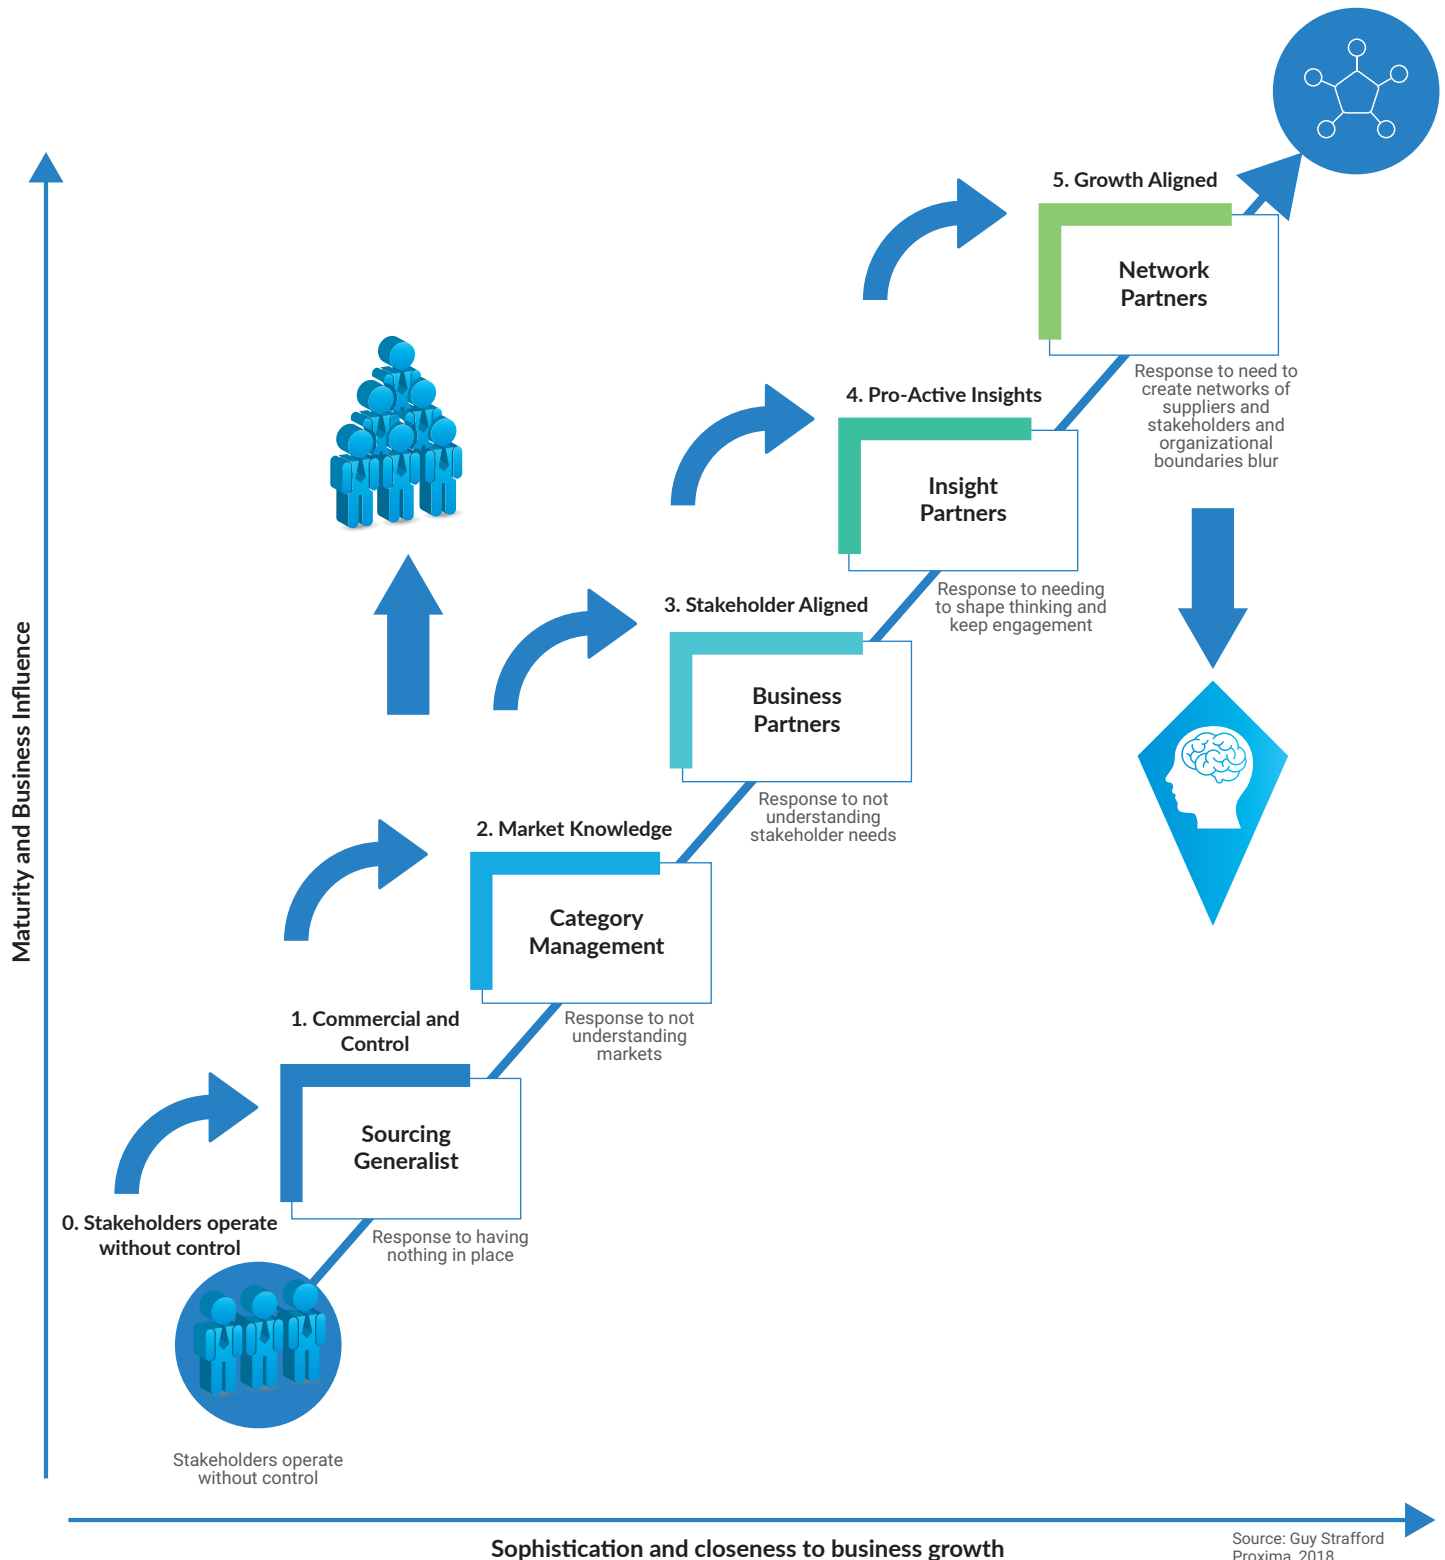 5. Growth Aligned
Network
Partners
Response to need to
create networks of
suppliers and
stakeholders and
organizational
boundaries blur
4. Pro-Active Insights
Insight
Partners
Response to needing
to shape thinking and
keep engagement
3. Stakeholder Aligned
Business
Partners
Response to not
understanding
stakeholder needs
2. Market Knowledge
Category
Management
Response to not
understanding
markets
1. Commercial and
Control
Sourcing
Generalist
Response to having
nothing in place
0. Stakeholders operate
without control
Stakeholders operate
without control
Maturity and Business Influence
Sophistication and closeness to business growth
Source: Guy Strafford
Proxima, 2018